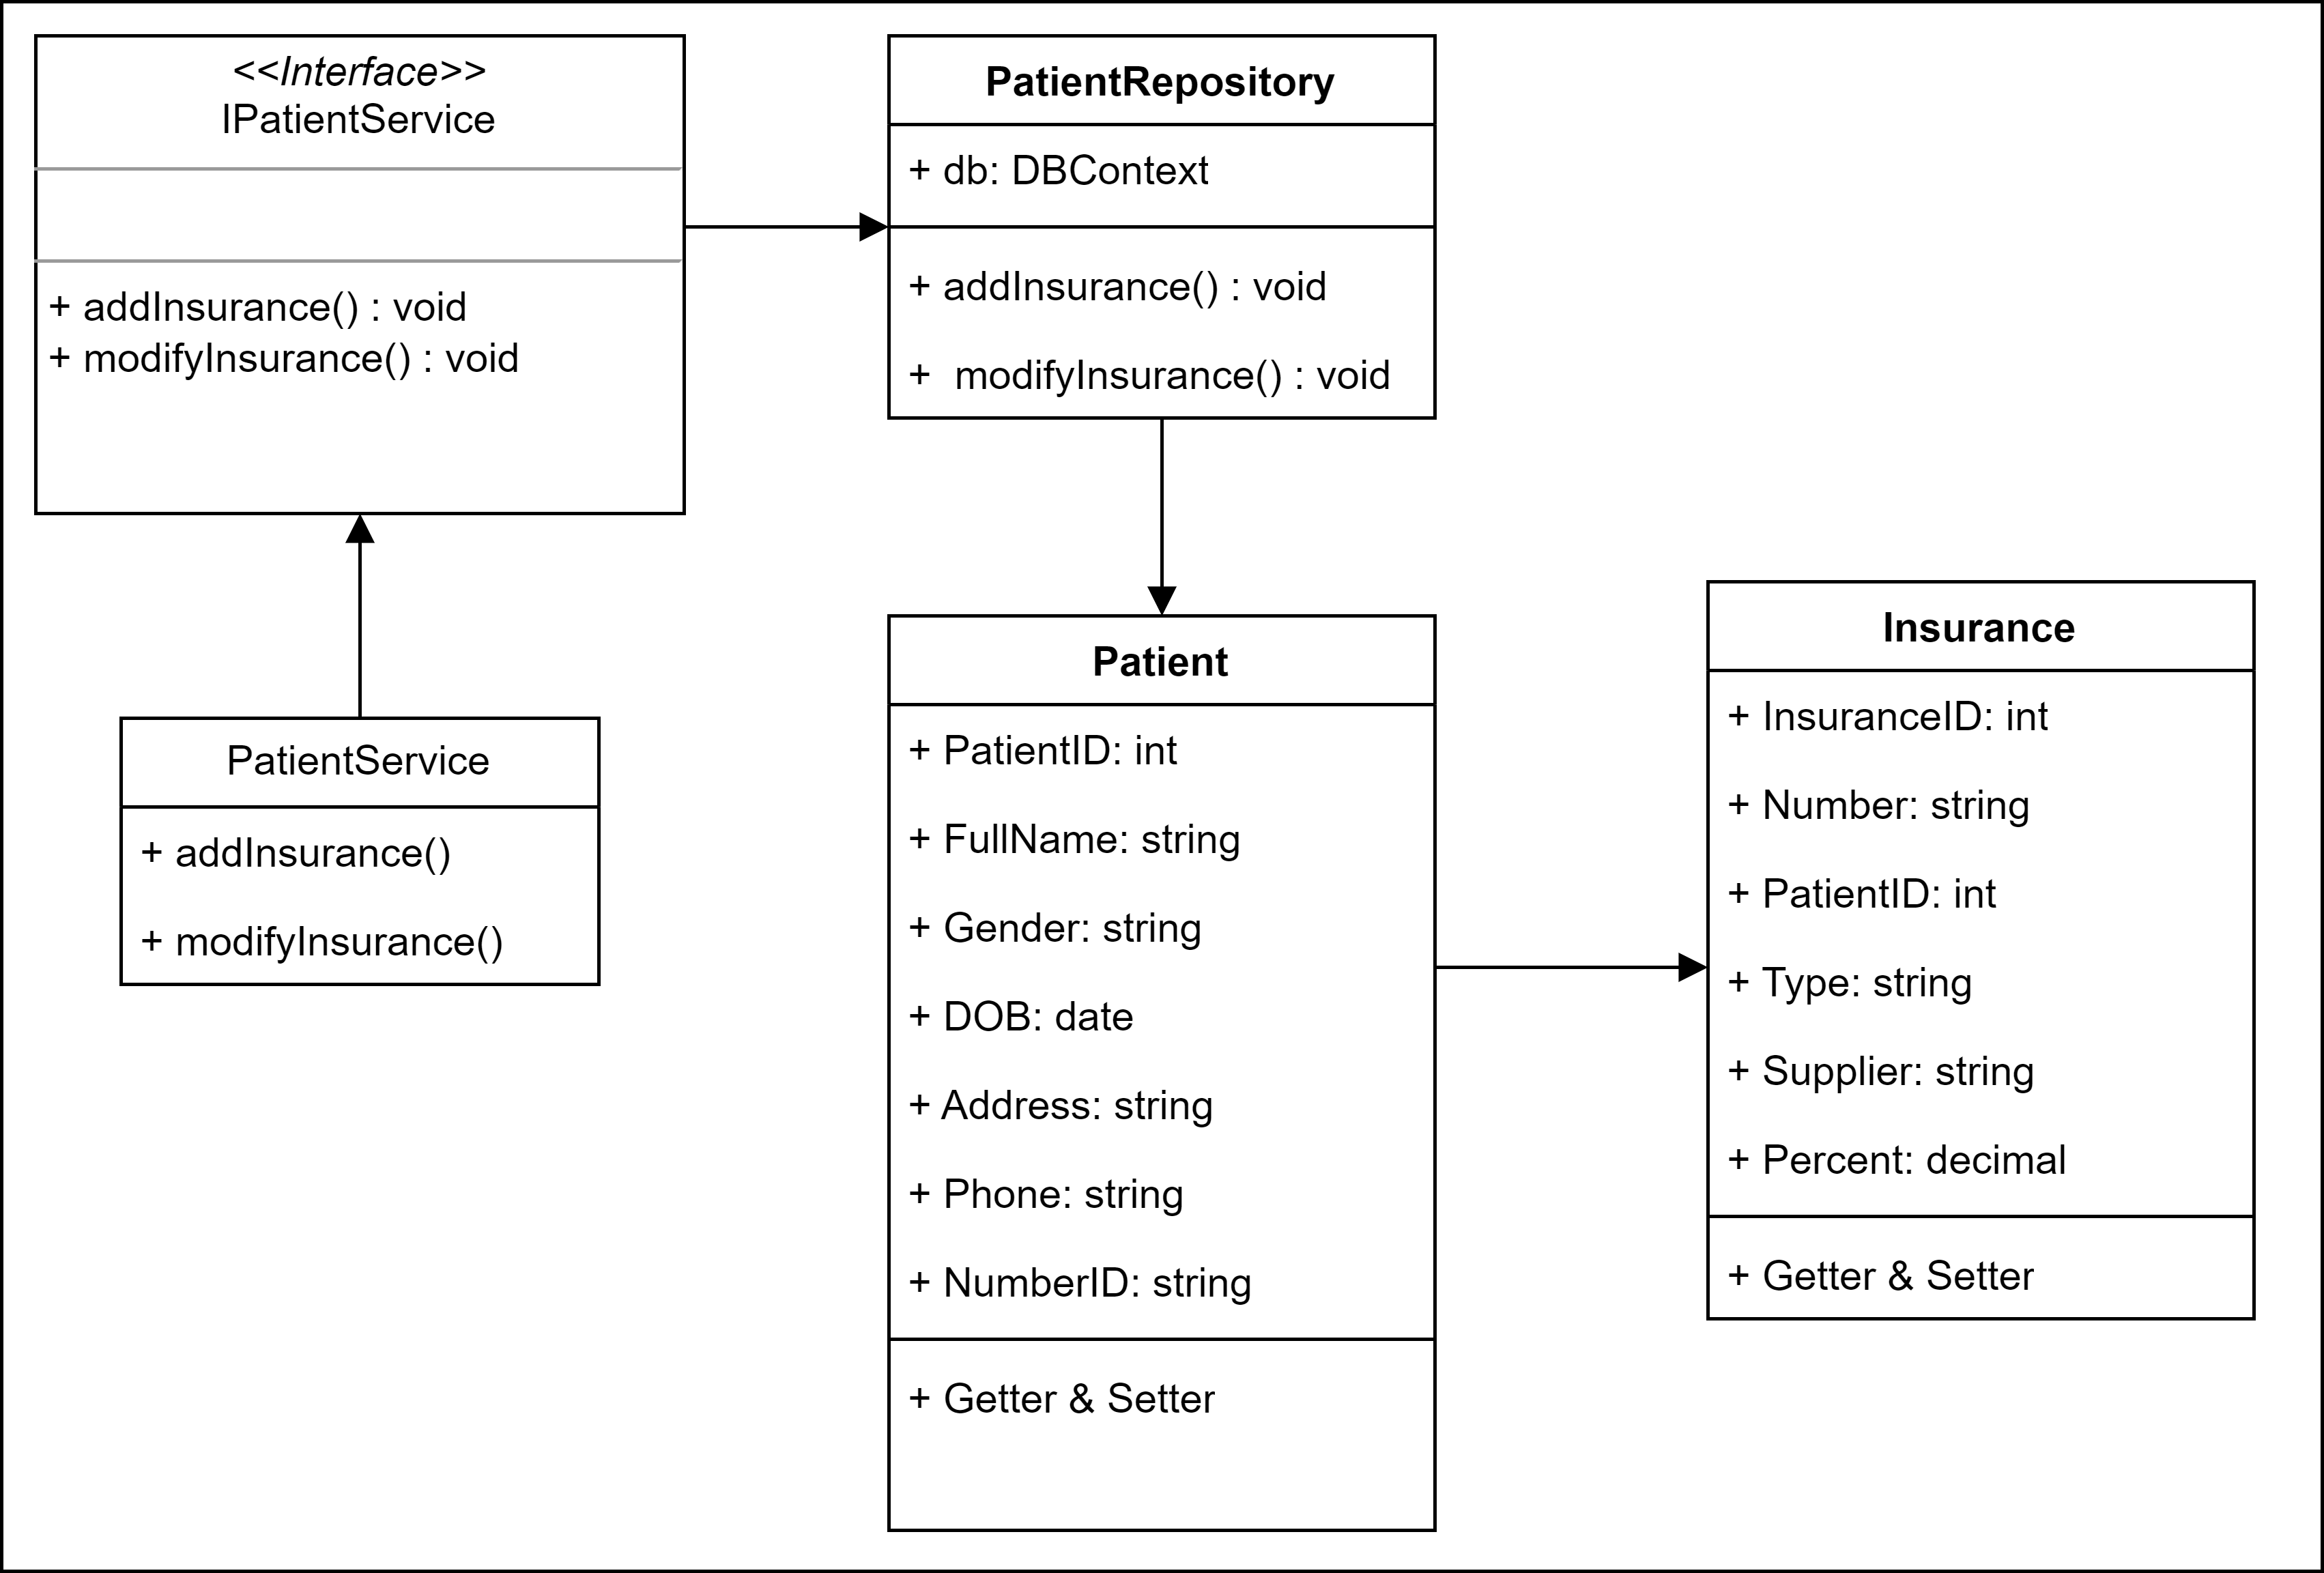 <<Interface>>
IPatientService
+ addInsurance() : void
+ modifyInsurance() : void
PatientRepository
+ db: DBContext
+ addInsurance() : void
+  modifyInsurance() : void
PatientService
+ addInsurance()
+ modifyInsurance()
Patient
+ PatientID: int
+ FullName: string
+ Gender: string
+ DOB: date
+ Address: string
+ Phone: string
+ NumberID: string
+ Getter & Setter
Insurance
+ InsuranceID: int
+ Number: string
+ PatientID: int
+ Type: string
+ Supplier: string
+ Percent: decimal
+ Getter & Setter